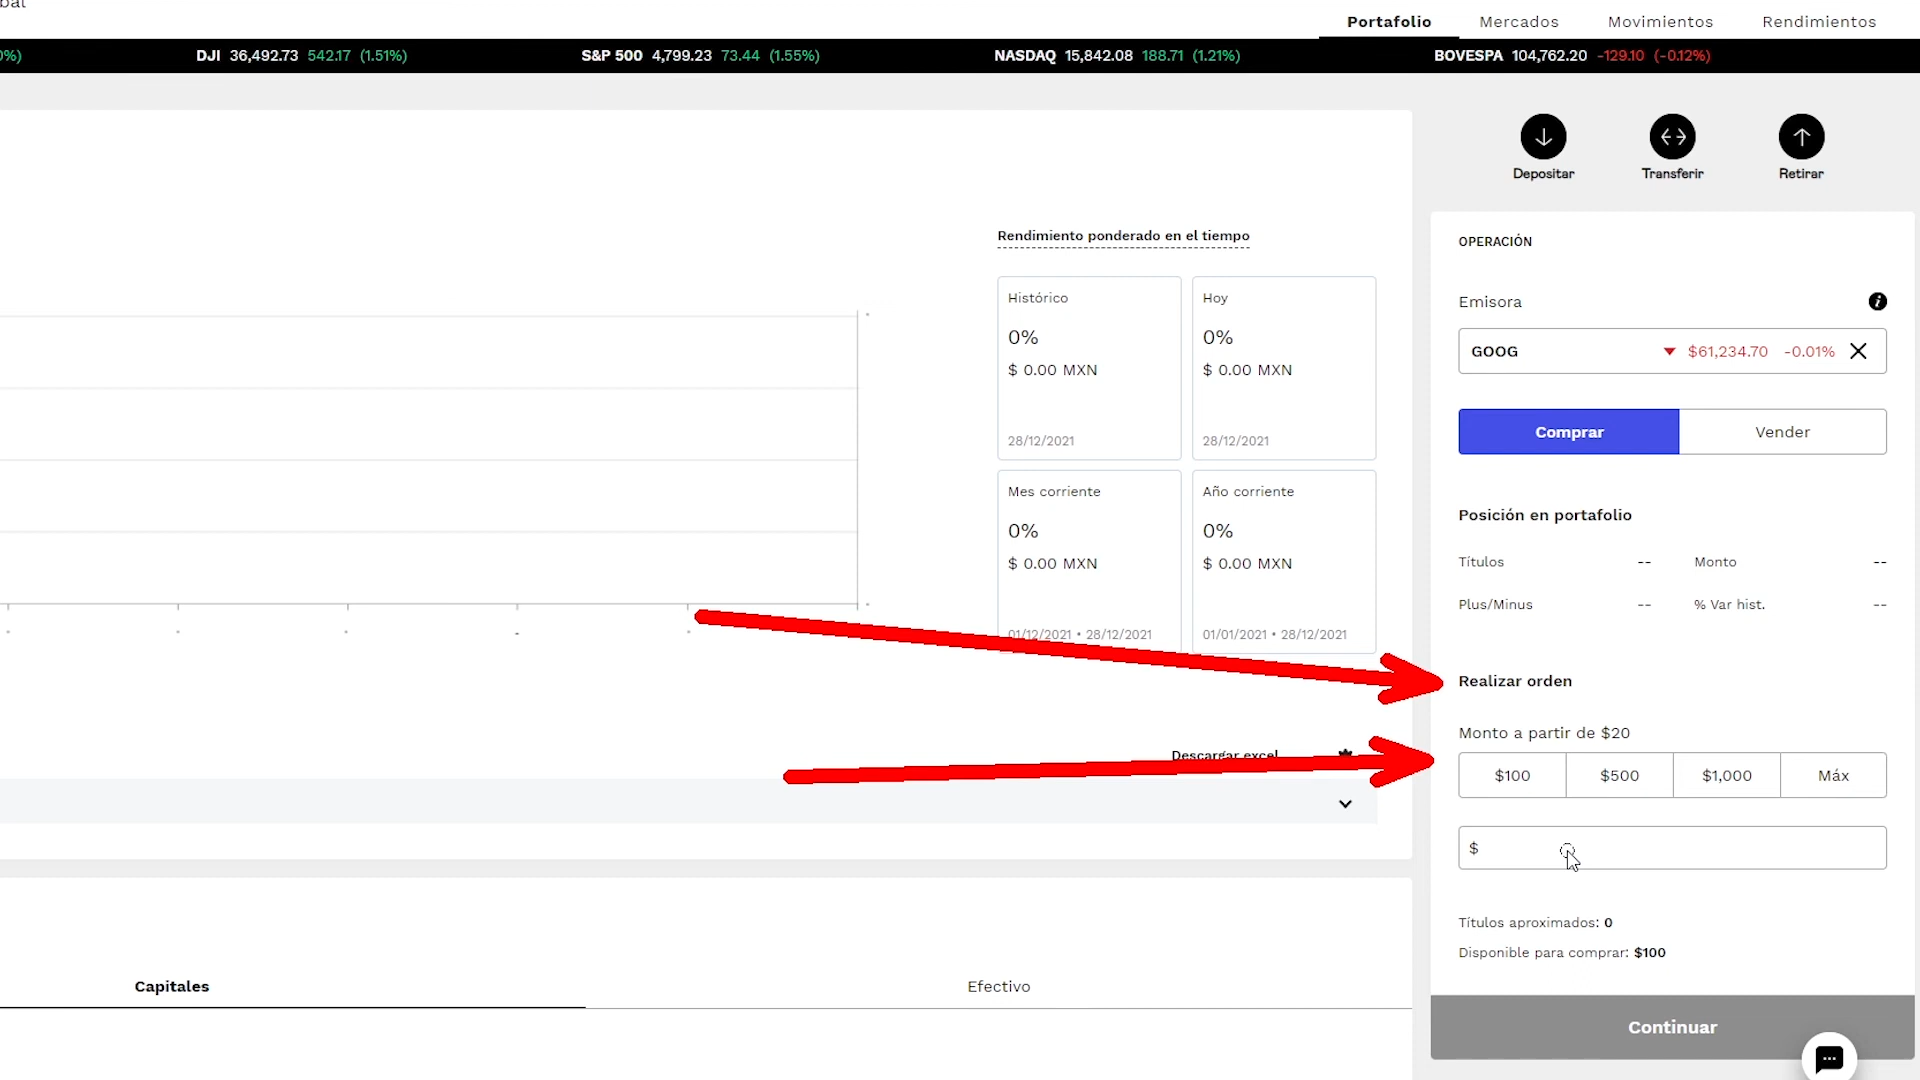 Portafolio Mercados Movimientos Rendimientos
DJI 36,492.73 542.17 (1.51%) S&P 500 4,799.23 73.44 (1.55%) NASDAQ 15,842.08 188.71 (1.21%) BOVESPA 104,762.20 -129.10 (-0.12%)
Depositar Transferir Retirar
Rendimiento ponderado en el tiempo
Histórico
0%
$ 0.00 MXN
28/12/2021
Hoy
0%
$ 0.00 MXN
28/12/2021
Mes corriente
0%
$ 0.00 MXN
01/12/2021 • 28/12/2021
Año corriente
0%
$ 0.00 MXN
01/01/2021 • 28/12/2021
Descargar excel
Capitales Efectivo
OPERACIÓN
Emisora
GOOG $61,234.70 -0.01%
Comprar Vender
Posición en portafolio
Títulos -- Monto --
Plus/Minus -- % Var hist. --
Realizar orden
Monto a partir de $20
$100 $500 $1,000 Máx
$
Títulos aproximados: 0
Disponible para comprar: $100
Continuar